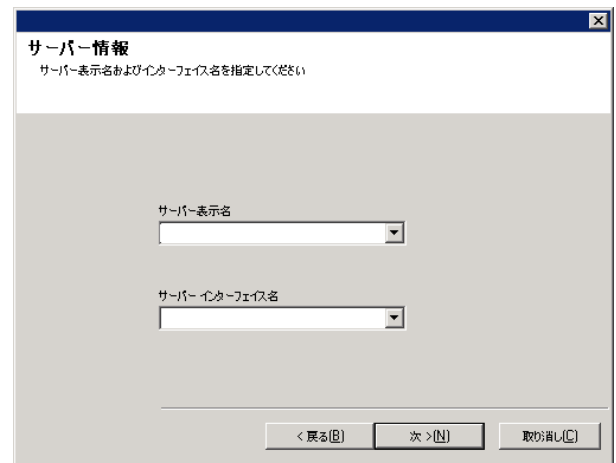 サーバー情報
サーバー表示名およびインターフェイス名を指定してください
サーバー表示名
サーバー インターフェイス名
< 戻る(B)
次 >(N)
取り消し(C)